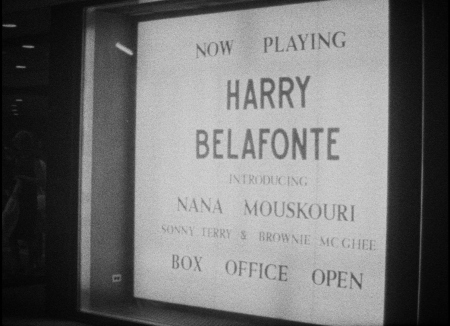 NOW PLAYING
HARRY
BELAFONTE
INTRODUCING
NANA MOUSKOURI
SONNY TERRY & BROWNIE MC GHEE
BOX OFFICE OPEN